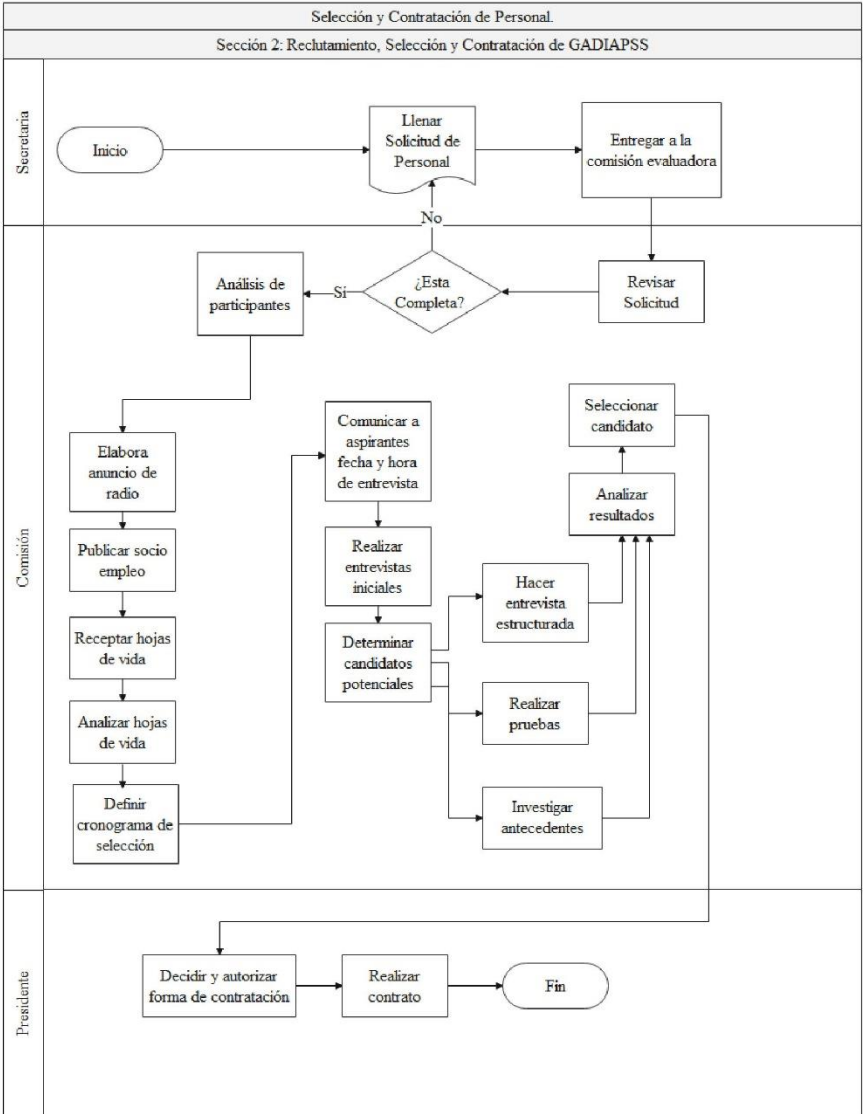 Selección y Contratación de Personal.
Sección 2: Reclutamiento, Selección y Contratación de GADIAPSS
Secretaria
Inicio
Llenar
Solicitud de
Personal
Entregar a la
comisión evaluadora
No
Comisión
Análisis de
participantes
Si
¿Esta
Completa?
Revisar
Solicitud
Elabora
anuncio de
radio
Publicar socio
empleo
Receptar hojas
de vida
Analizar hojas
de vida
Definir
cronograma de
selección
Comunicar a
aspirantes
fecha y hora
de entrevista
Realizar
entrevistas
iniciales
Determinar
candidatos
potenciales
Hacer
entrevista
estructurada
Realizar
pruebas
Investigar
antecedentes
Seleccionar
candidato
Analizar
resultados
Presidente
Decidir y autorizar
forma de contratación
Realizar
contrato
Fin